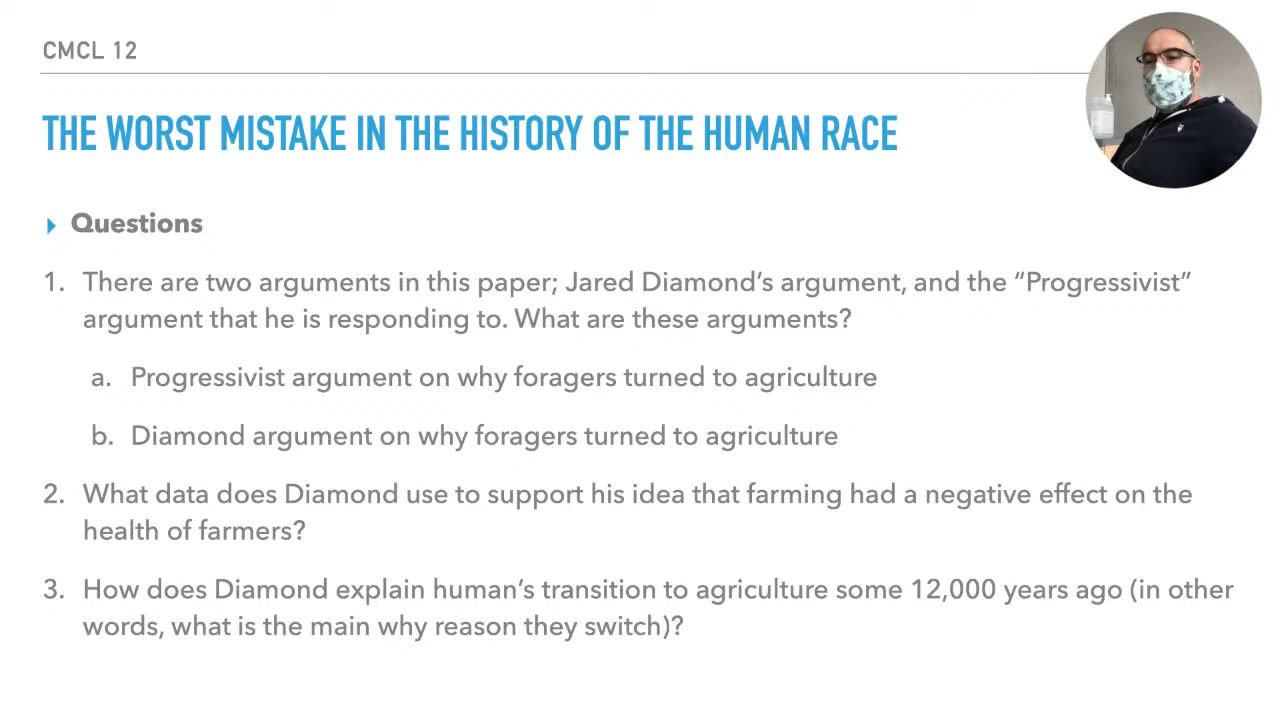 CMCL 12
THE WORST MISTAKE IN THE HISTORY OF THE HUMAN RACE
Questions
1. There are two arguments in this paper; Jared Diamond’s argument, and the “Progressivist”
argument that he is responding to. What are these arguments?
a. Progressivist argument on why foragers turned to agriculture
b. Diamond argument on why foragers turned to agriculture
2. What data does Diamond use to support his idea that farming had a negative effect on the
health of farmers?
3. How does Diamond explain human’s transition to agriculture some 12,000 years ago (in other
words, what is the main why reason they switch)?